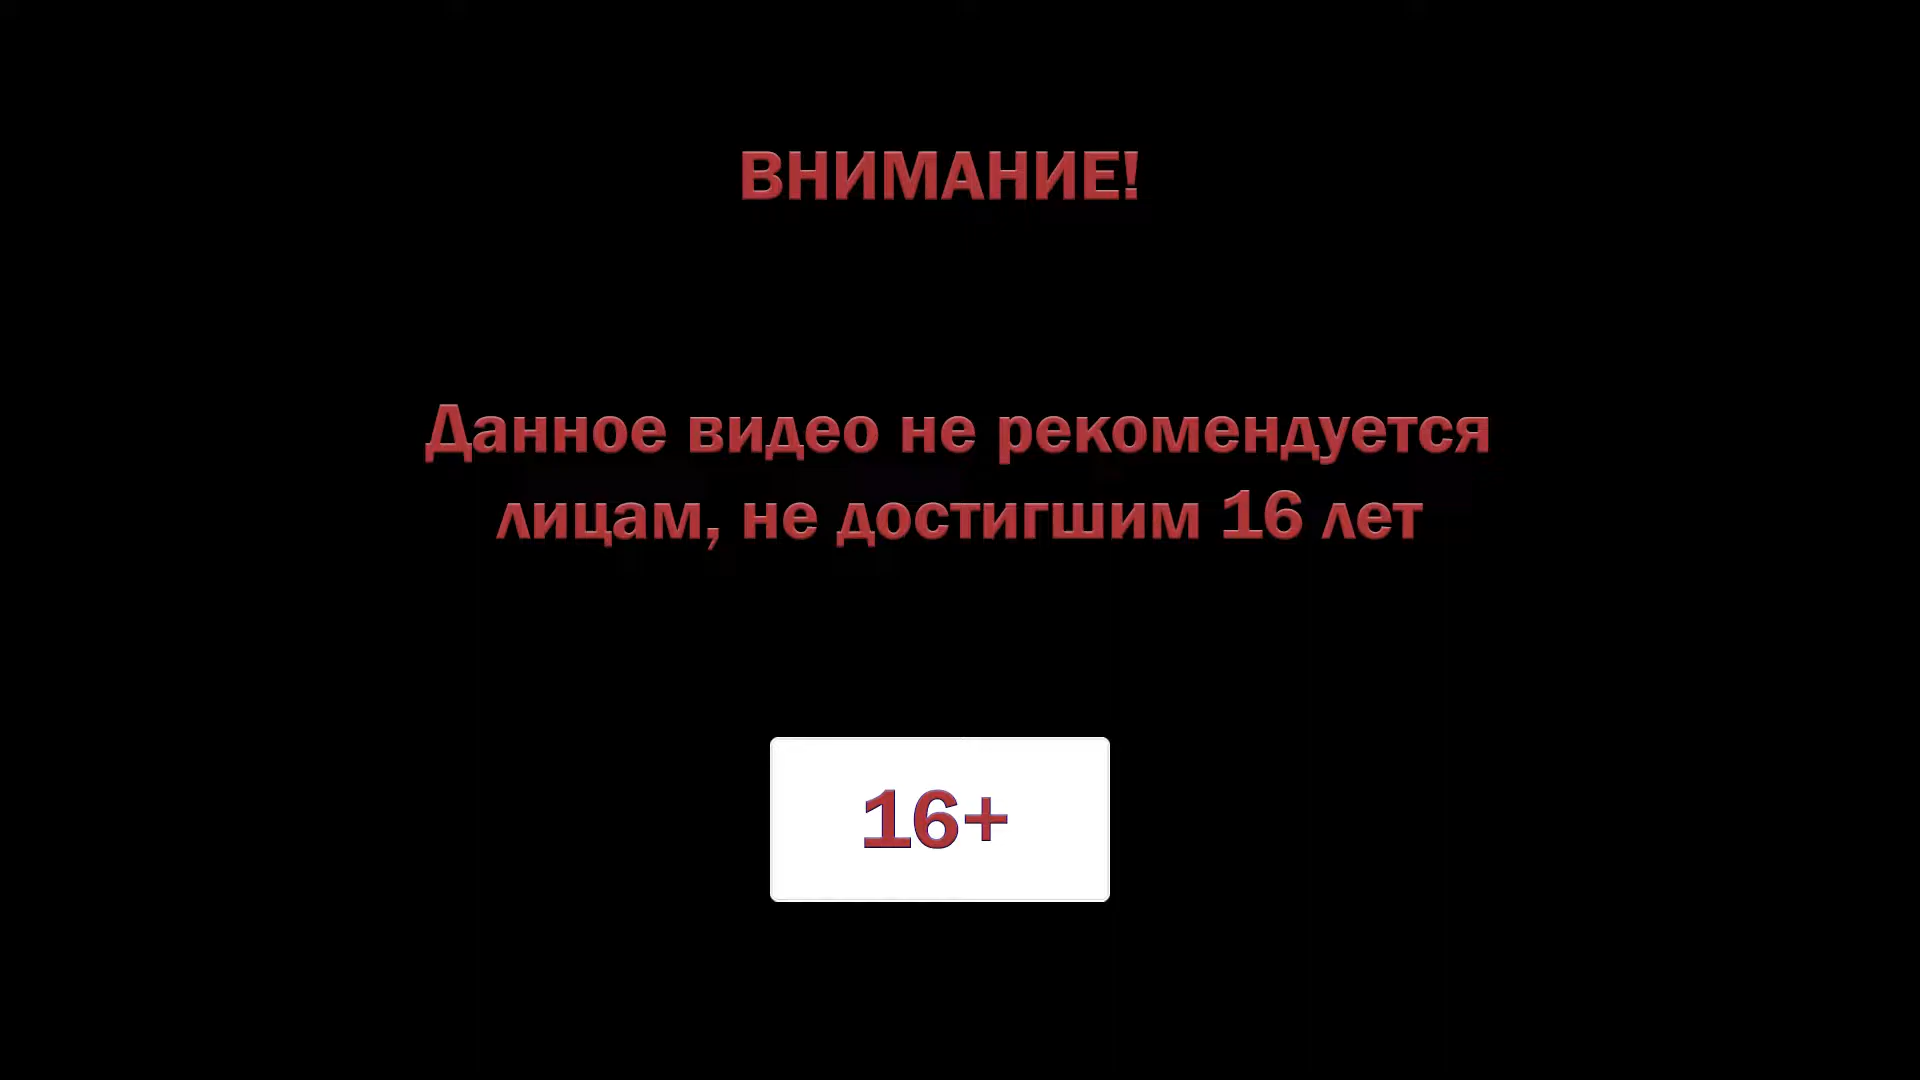 ВНИМАНИЕ!
Данное видео не рекомендуется
лицам, не достигшим 16 лет
16+